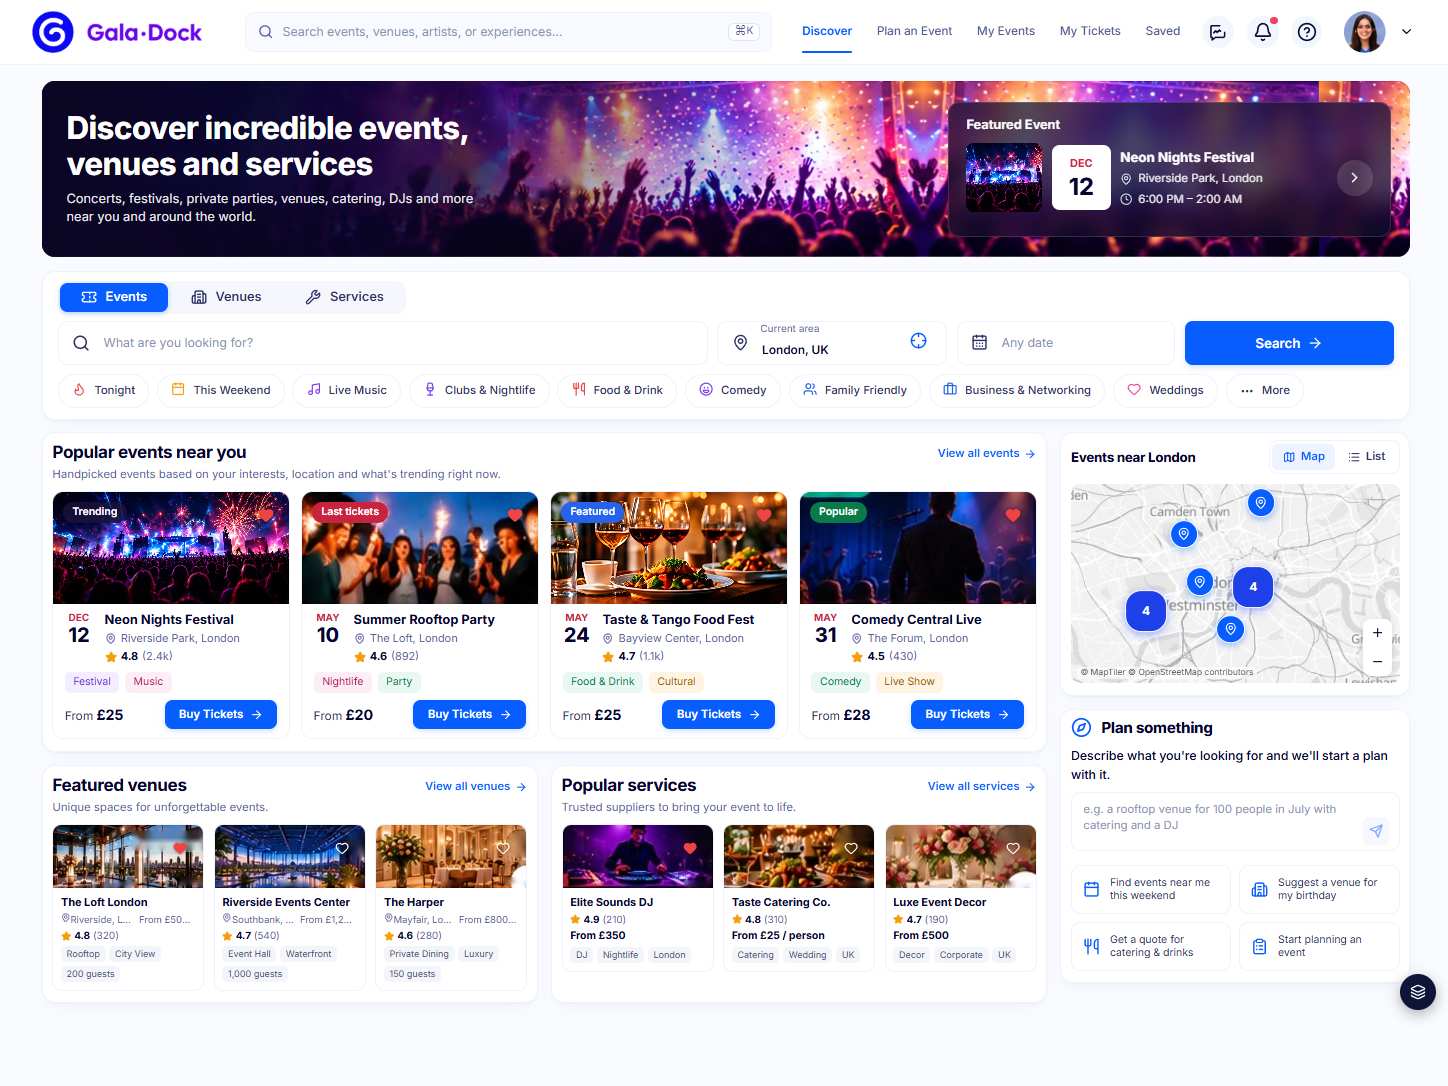 Gala·Dock
Search events, venues, artists, or experiences...
⌘K
Discover
Plan an Event
My Events
My Tickets
Saved
Discover incredible events,
venues and services
Concerts, festivals, private parties, venues, catering, DJs and more
near you and around the world.
Featured Event
DEC
12
Neon Nights Festival
Riverside Park, London
6:00 PM – 2:00 AM
Events
Venues
Services
What are you looking for?
Current area
London, UK
Any date
Search
Tonight
This Weekend
Live Music
Clubs & Nightlife
Food & Drink
Comedy
Family Friendly
Business & Networking
Weddings
More
Popular events near you
View all events
Handpicked events based on your interests, location and what's trending right now.
Trending
DEC
12
Neon Nights Festival
Riverside Park, London
4.8 (2.4k)
Festival
Music
From £25
Buy Tickets
Last tickets
MAY
10
Summer Rooftop Party
The Loft, London
4.6 (892)
Nightlife
Party
From £20
Buy Tickets
Featured
MAY
24
Taste & Tango Food Fest
Bayview Center, London
4.7 (1.1k)
Food & Drink
Cultural
From £25
Buy Tickets
Popular
MAY
31
Comedy Central Live
The Forum, London
4.5 (430)
Comedy
Live Show
From £28
Buy Tickets
Events near London
Map
List
Camden Town
4
4
+
−
© MapTiler © OpenStreetMap contributors
Plan something
Describe what you're looking for and we'll start a plan
with it.
e.g. a rooftop venue for 100 people in July with
catering and a DJ
Find events near me
this weekend
Suggest a venue for
my birthday
Get a quote for
catering & drinks
Start planning an
event
Featured venues
View all venues
Unique spaces for unforgettable events.
The Loft London
Riverside, L... From £50...
4.8 (320)
Rooftop
City View
200 guests
Riverside Events Center
Southbank, ... From £1,2...
4.7 (540)
Event Hall
Waterfront
1,000 guests
The Harper
Mayfair, Lo... From £800...
4.6 (280)
Private Dining
Luxury
150 guests
Popular services
View all services
Trusted suppliers to bring your event to life.
Elite Sounds DJ
4.9 (210)
From £350
DJ
Nightlife
London
Taste Catering Co.
4.8 (310)
From £25 / person
Catering
Wedding
UK
Luxe Event Decor
4.7 (190)
From £500
Decor
Corporate
UK